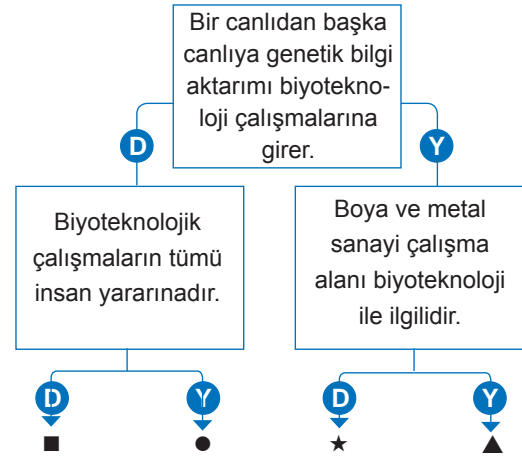 Bir canlıdan başka
canlıya genetik bilgi
aktarımı biyotekno-
loji çalışmalarına
girer.
D
Y
Biyoteknolojik
çalışmaların tümü
insan yararınadır.
Boya ve metal
sanayi çalışma
alanı biyoteknoloji
ile ilgilidir.
D
Y
D
Y